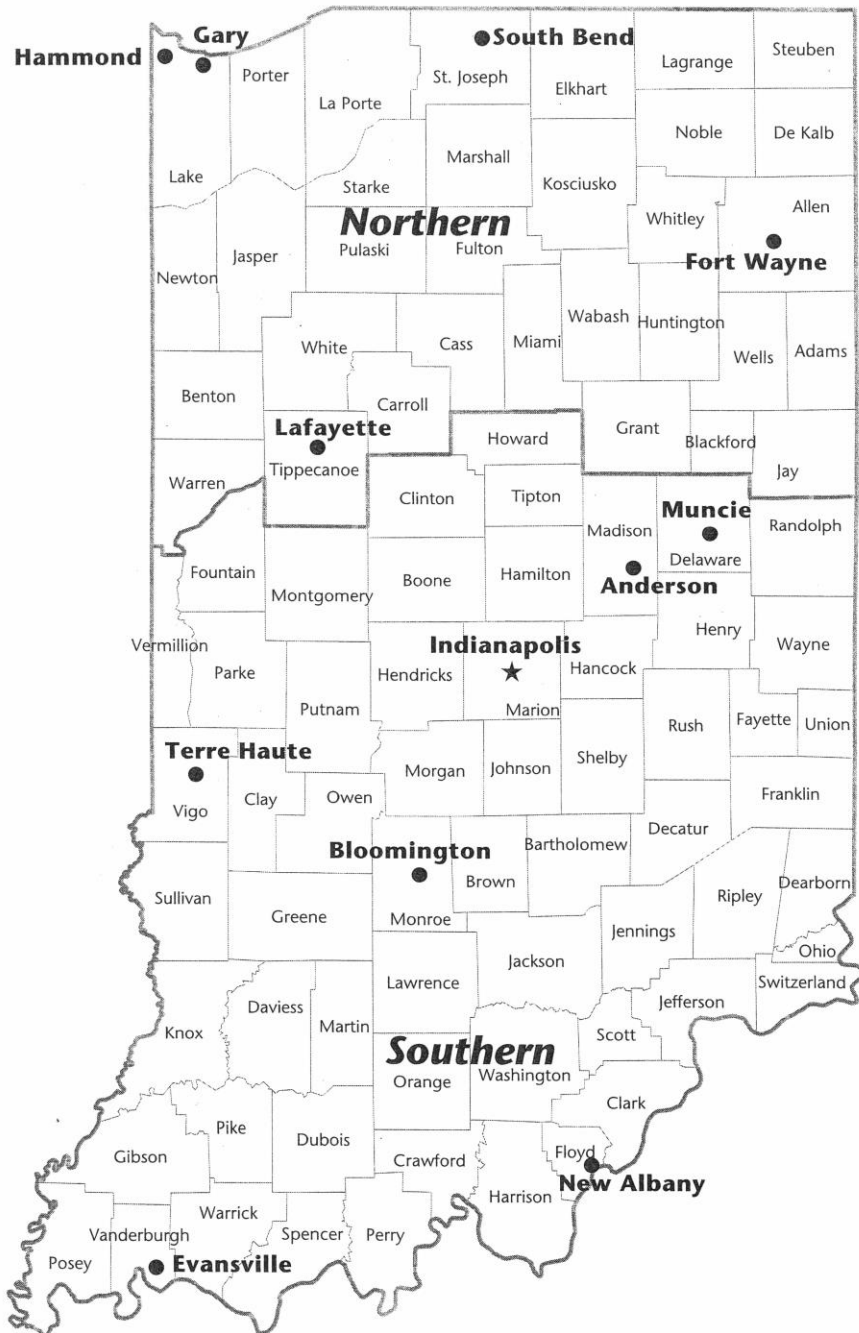 Gary
Hammond
South Bend
Steuben
Lagrange
Porter
St. Joseph
Elkhart
La Porte
Noble
De Kalb
Marshall
Lake
Starke
Kosciusko
Allen
Northern
Whitley
Jasper
Pulaski
Fulton
Fort Wayne
Newton
Wabash
Huntington
White
Cass
Miami
Wells
Adams
Benton
Carroll
Lafayette
Grant
Howard
Blackford
Tippecanoe
Jay
Warren
Clinton
Tipton
Muncie
Madison
Randolph
Delaware
Fountain
Boone
Hamilton
Anderson
Montgomery
Henry
Vermillion
Indianapolis
Wayne
Parke
Hendricks
Hancock
Putnam
Marion
Rush
Fayette
Union
Terre Haute
Morgan
Johnson
Shelby
Clay
Owen
Franklin
Vigo
Decatur
Bloomington
Bartholomew
Brown
Dearborn
Sullivan
Ripley
Greene
Monroe
Jennings
Ohio
Lawrence
Jackson
Switzerland
Daviess
Martin
Jefferson
Knox
Scott
Southern
Washington
Orange
Clark
Pike
Dubois
Gibson
Floyd
Crawford
New Albany
Harrison
Warrick
Vanderburgh
Spencer
Perry
Posey
Evansville